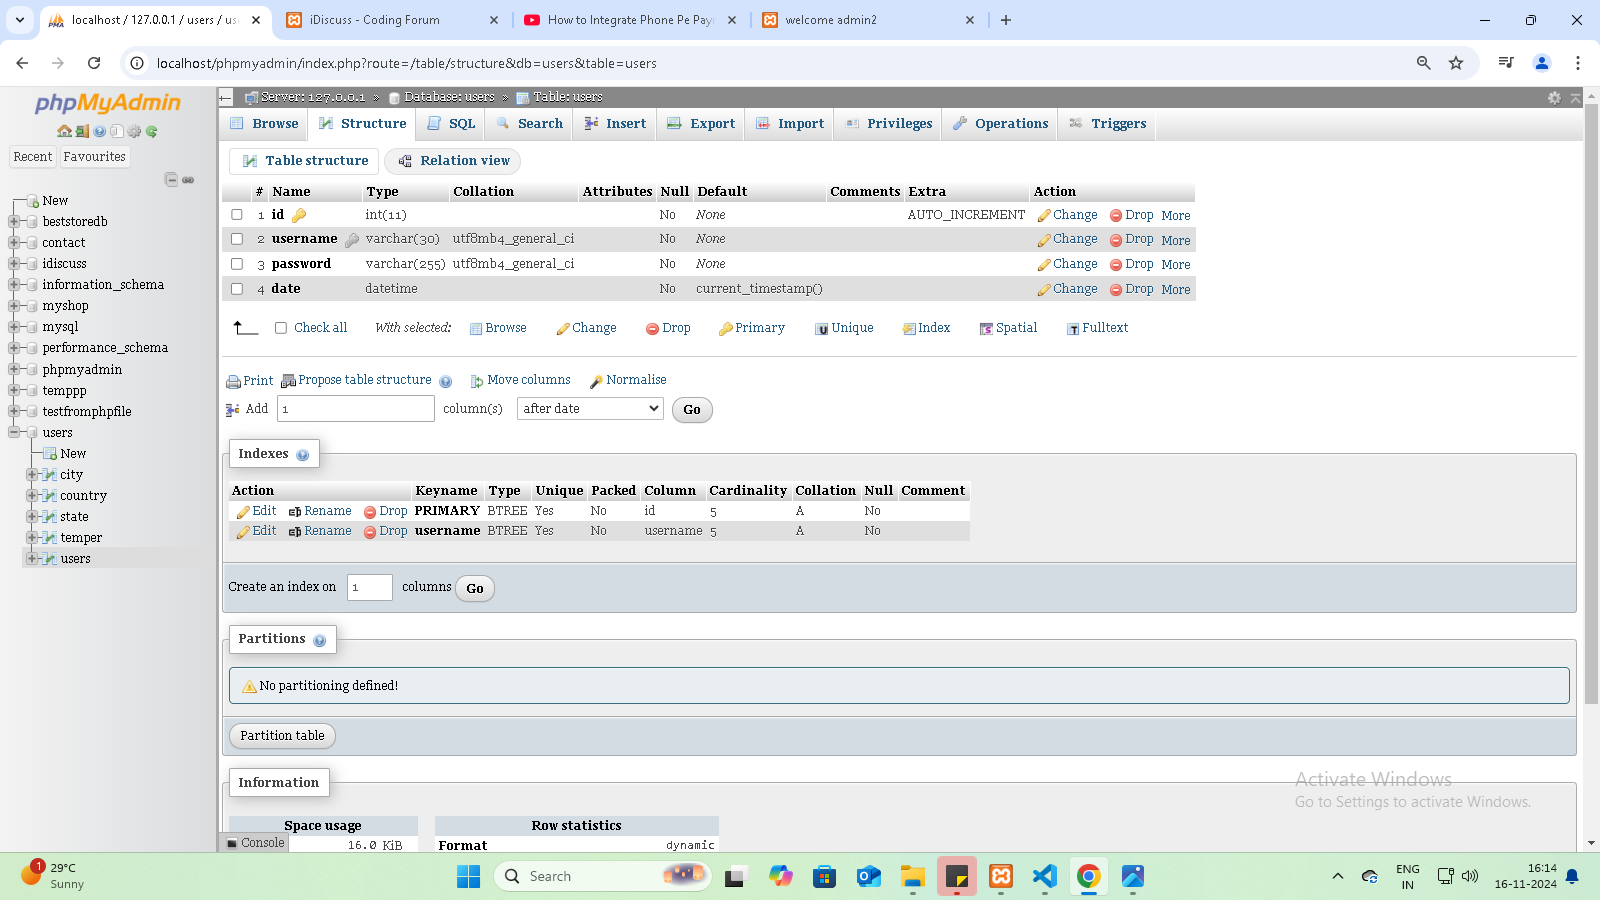 localhost / 127.0.0.1 / users / us
iDiscuss - Coding Forum
How to Integrate Phone Pe Pay
welcome admin2
localhost/phpmyadmin/index.php?route=/table/structure&db=users&table=users
phpMyAdmin
Recent Favourites
New
beststoredb
contact
idiscuss
information_schema
myshop
mysql
performance_schema
phpmyadmin
temppp
testfromphpfile
users
New
city
country
state
temper
users
Server: 127.0.0.1 » Database: users » Table: users
Browse Structure SQL Search Insert Export Import Privileges Operations Triggers
Table structure Relation view
# Name Type Collation Attributes Null Default Comments Extra Action
1 id int(11) No None AUTO_INCREMENT Change Drop More
2 username varchar(30) utf8mb4_general_ci No None Change Drop More
3 password varchar(255) utf8mb4_general_ci No None Change Drop More
4 date datetime No current_timestamp() Change Drop More
Check all With selected: Browse Change Drop Primary Unique Index Spatial Fulltext
Print Propose table structure Move columns Normalise
Add 1 column(s) after date Go
Indexes
Action Keyname Type Unique Packed Column Cardinality Collation Null Comment
Edit Rename Drop PRIMARY BTREE Yes No id 5 A No
Edit Rename Drop username BTREE Yes No username 5 A No
Create an index on 1 columns Go
Partitions
No partitioning defined!
Partition table
Information
Space usage Row statistics
16.0 KiB Format dynamic
Console
Activate Windows
Go to Settings to activate Windows.
1
29°C
Sunny
Search
ENG
IN
16:14
16-11-2024